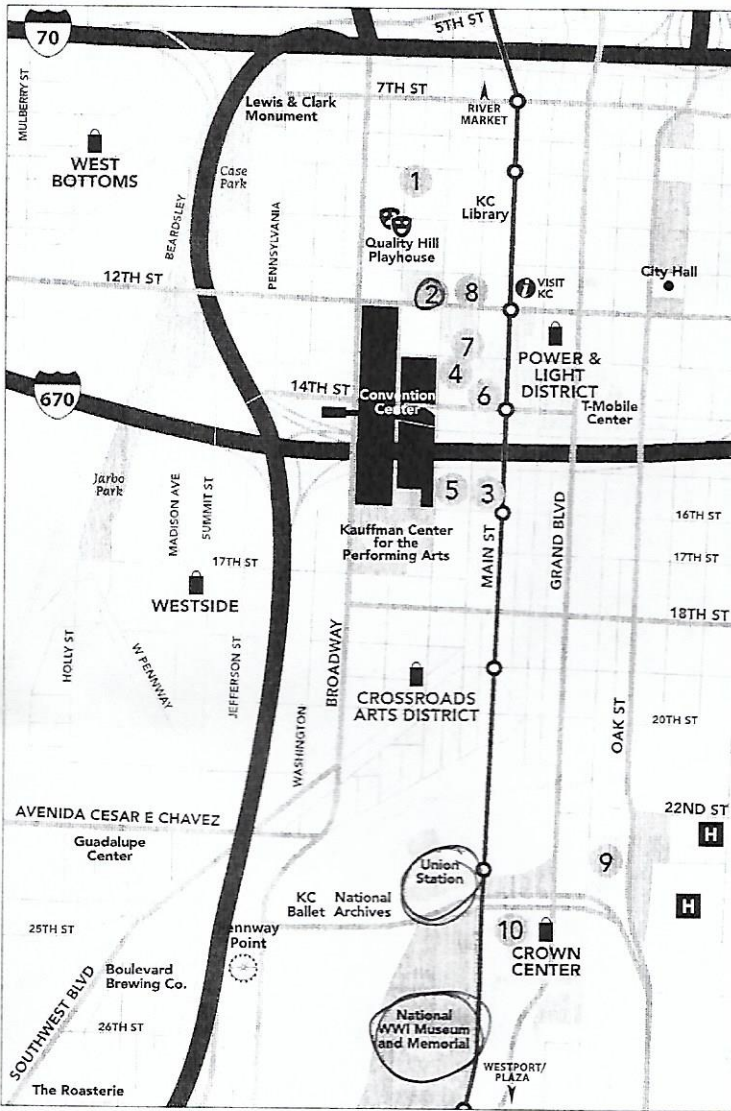 5TH ST
70
MULBERRY ST
7TH ST
Lewis & Clark
Monument
RIVER
MARKET
WEST
BOTTOMS
Case
Park
1
KC
Library
BEARDSLEY
PENNSYLVANIA
Quality Hill
Playhouse
12TH ST
2
8
i
VISIT
KC
City Hall
7
POWER &
LIGHT
DISTRICT
4
14TH ST
670
Convention
Center
6
T-Mobile
Center
Jarbo
Park
MADISON AVE
SUMMIT ST
5
3
Kauffman Center
for the
Performing Arts
MAIN ST
GRAND BLVD
16TH ST
17TH ST
17TH ST
WESTSIDE
18TH ST
HOLLY ST
W PENNWAY
JEFFERSON ST
BROADWAY
CROSSROADS
ARTS DISTRICT
WASHINGTON
OAK ST
20TH ST
AVENIDA CESAR E CHAVEZ
22ND ST
Guadalupe
Center
H
Union
Station
9
KC
Ballet
National
Archives
H
25TH ST
ennway
Point
10
CROWN
CENTER
SOUTHWEST BLVD
Boulevard
Brewing Co.
26TH ST
National
WWI Museum
and Memorial
WESTPORT/
PLAZA
The Roasterie